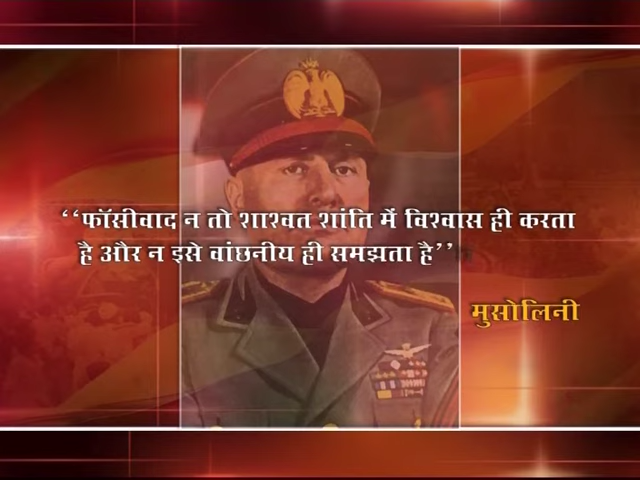 ‘‘फॉसीवाद न तो शाश्वत शांति में विश्वास ही करता
है और न इसे वांछनीय ही समझता है’’
मुसोलिनी